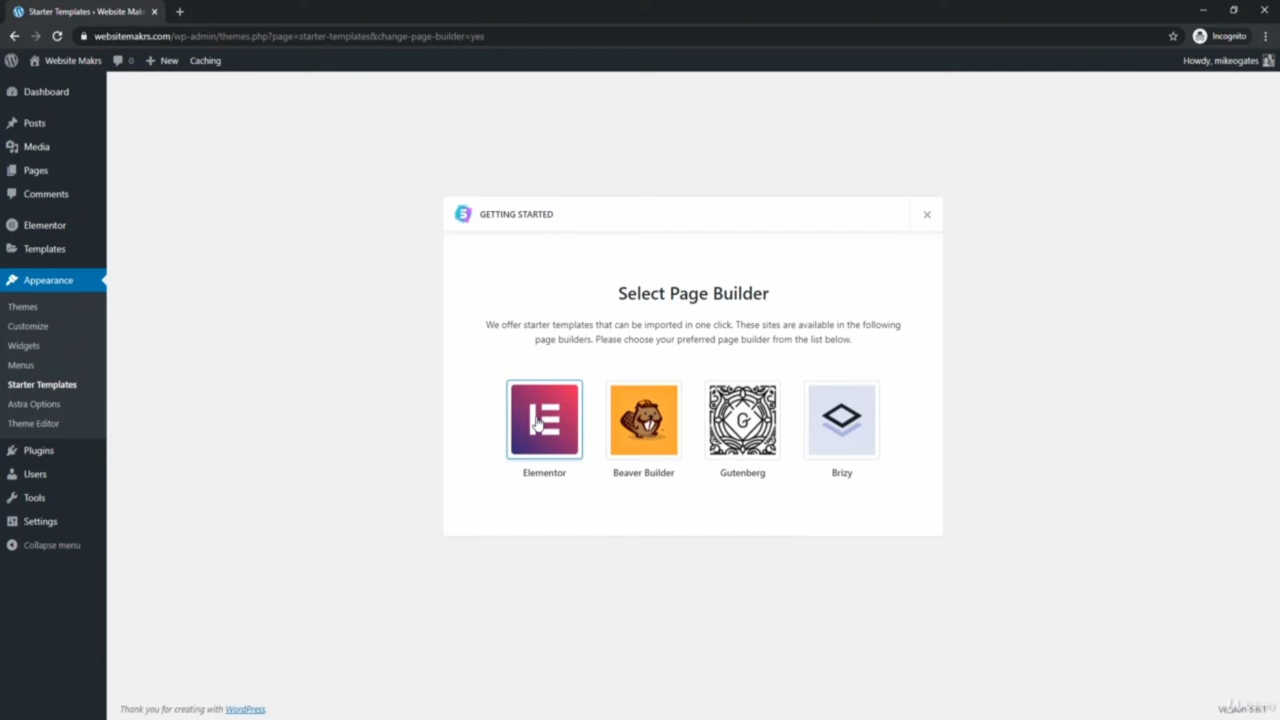 Starter Templates ‹ Website Mak
websitemakrs.com/wp-admin/themes.php?page=starter-templates&change-page-builder=yes
Incognito
Website Makrs
0
New
Caching
Howdy, mikeogates
Dashboard
Posts
Media
Pages
Comments
Elementor
Templates
Appearance
Themes
Customize
Widgets
Menus
Starter Templates
Astra Options
Theme Editor
Plugins
Users
Tools
Settings
Collapse menu
GETTING STARTED
Select Page Builder
We offer starter templates that can be imported in one click. These sites are available in the following
page builders. Please choose your preferred page builder from the list below.
G
Elementor
Beaver Builder
Gutenberg
Brizy
Thank you for creating with WordPress.